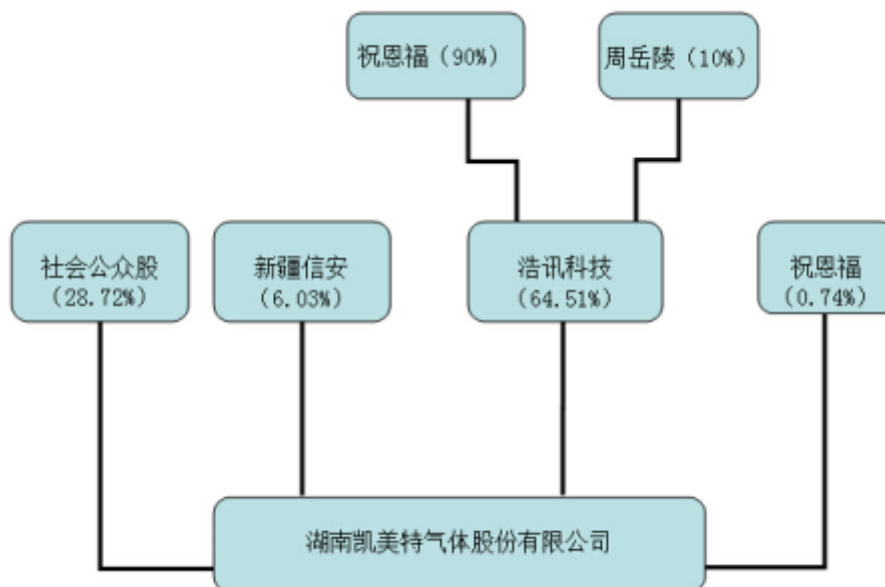 祝恩福（90%）
周岳陵（10%）
社会公众股
（28.72%）
新疆信安
（6.03%）
浩讯科技
（64.51%）
祝恩福
（0.74%）
湖南凯美特气体股份有限公司